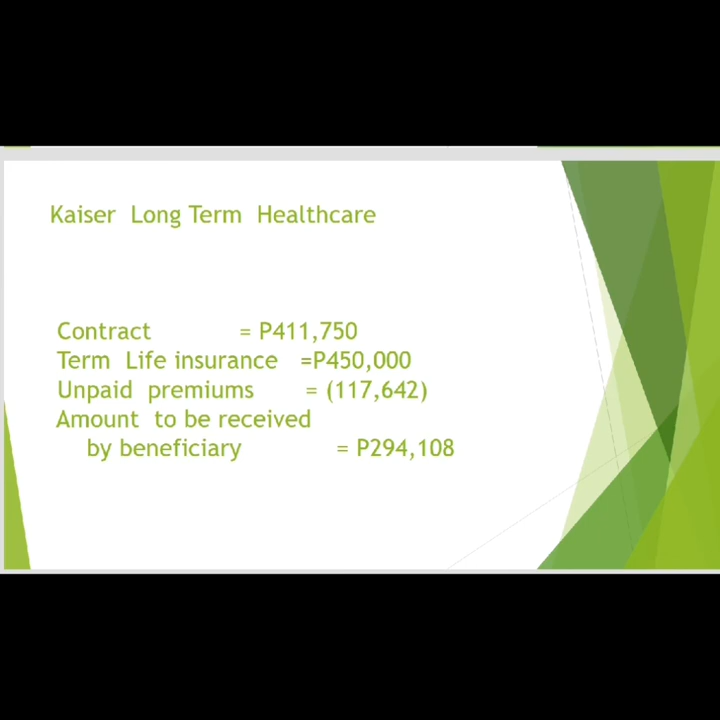 Kaiser Long Term Healthcare
Contract = P411,750
Term Life insurance =P450,000
Unpaid premiums = (117,642)
Amount to be received
by beneficiary = P294,108